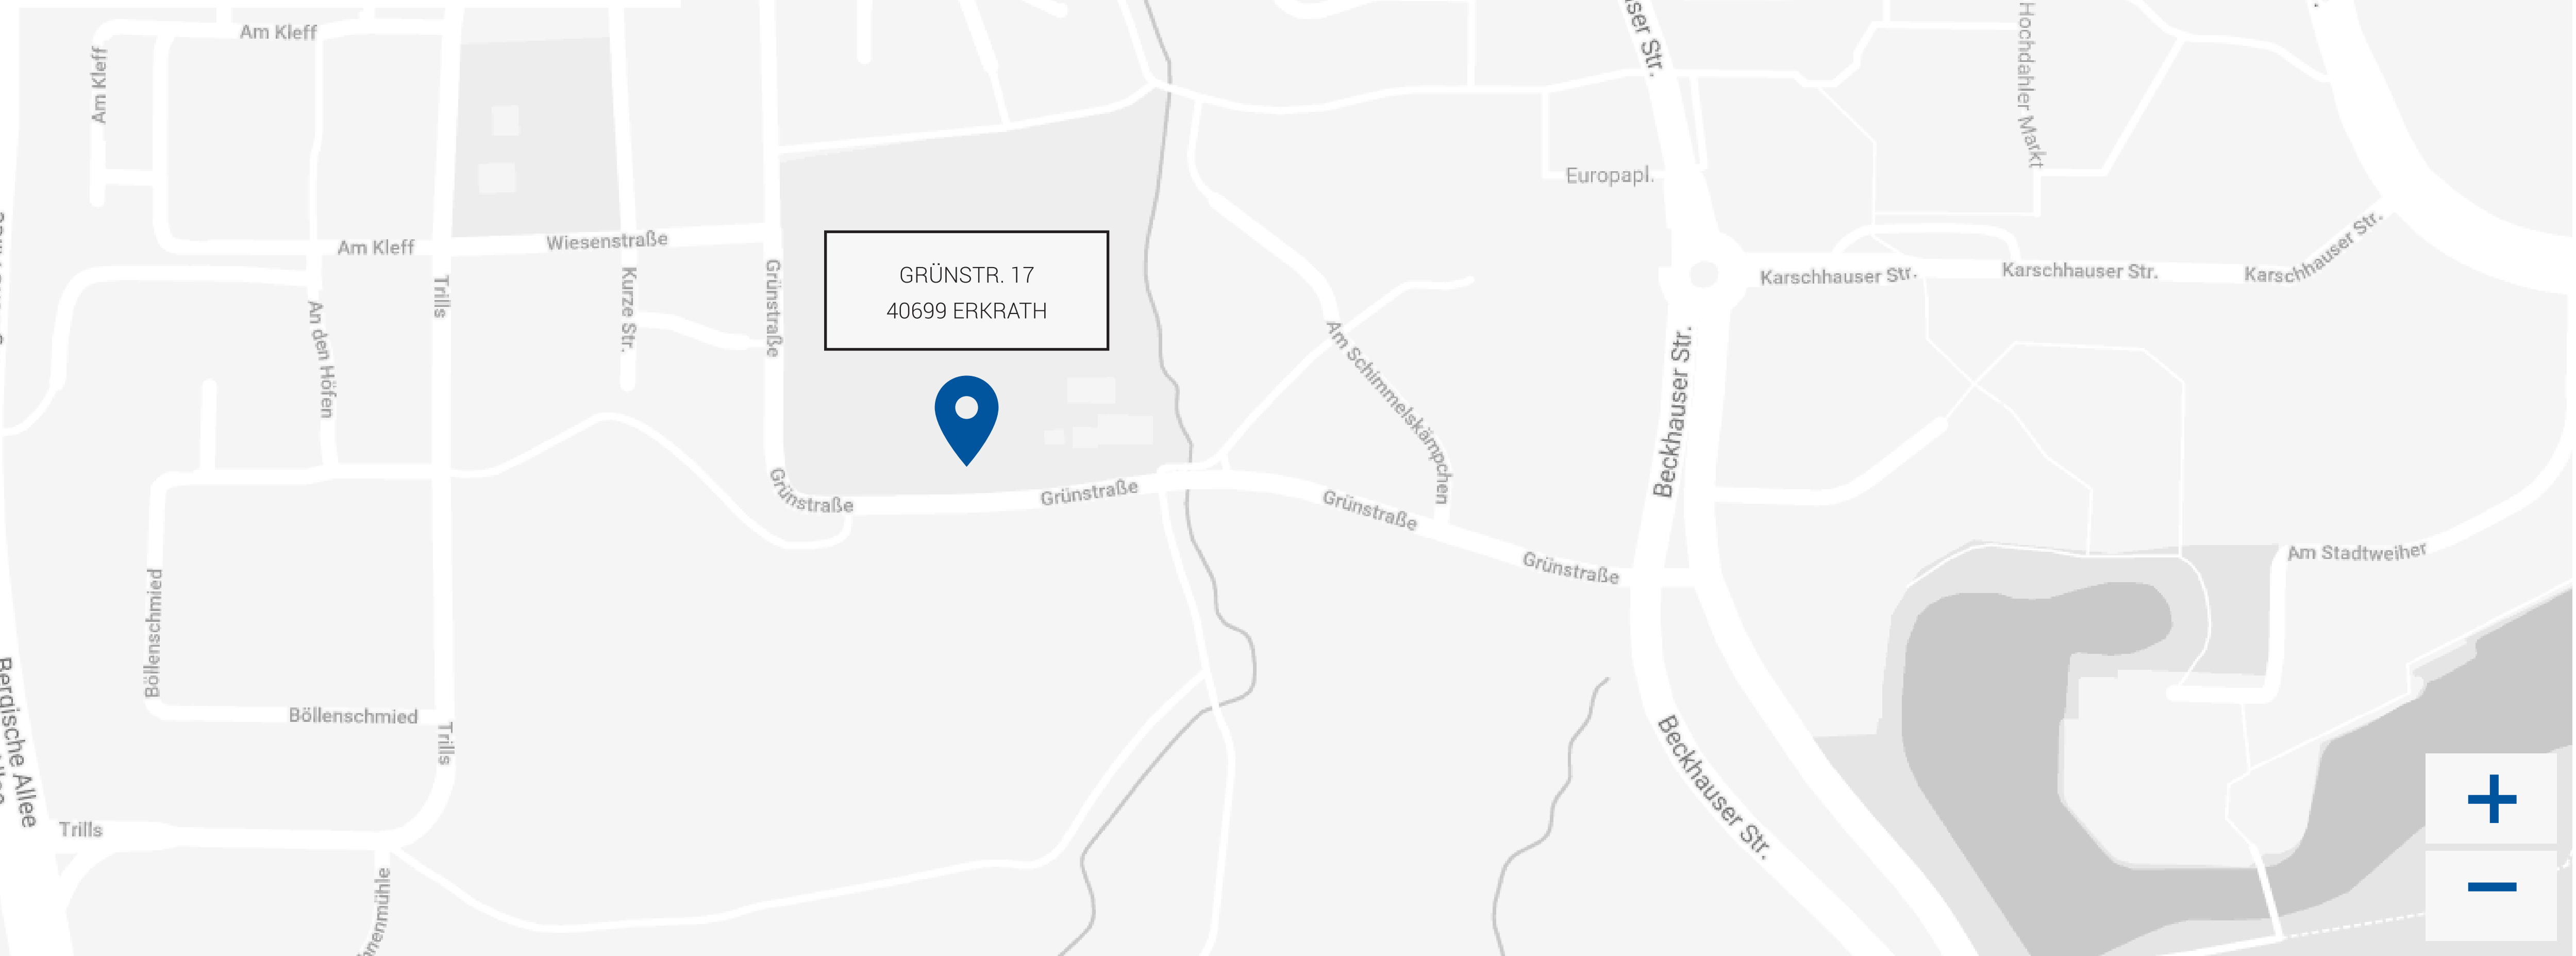 Am Kleff
Am Kleff
Am Kleff
Wiesenstraße
Trills
Kurze Str.
Grünstraße
An den Höfen
GRÜNSTR. 17
40699 ERKRATH
Grünstraße
Grünstraße
Grünstraße
Grünstraße
Am Schimmelskämpchen
Europapl.
Hochdahler Markt
Karschhauser Str.
Karschhauser Str.
Karschhauser Str.
Beckhauser Str.
Am Stadtweiher
Böllenschmied
Böllenschmied
Trills
Bergische Allee
Trills
Beckhauser Str.
+
−